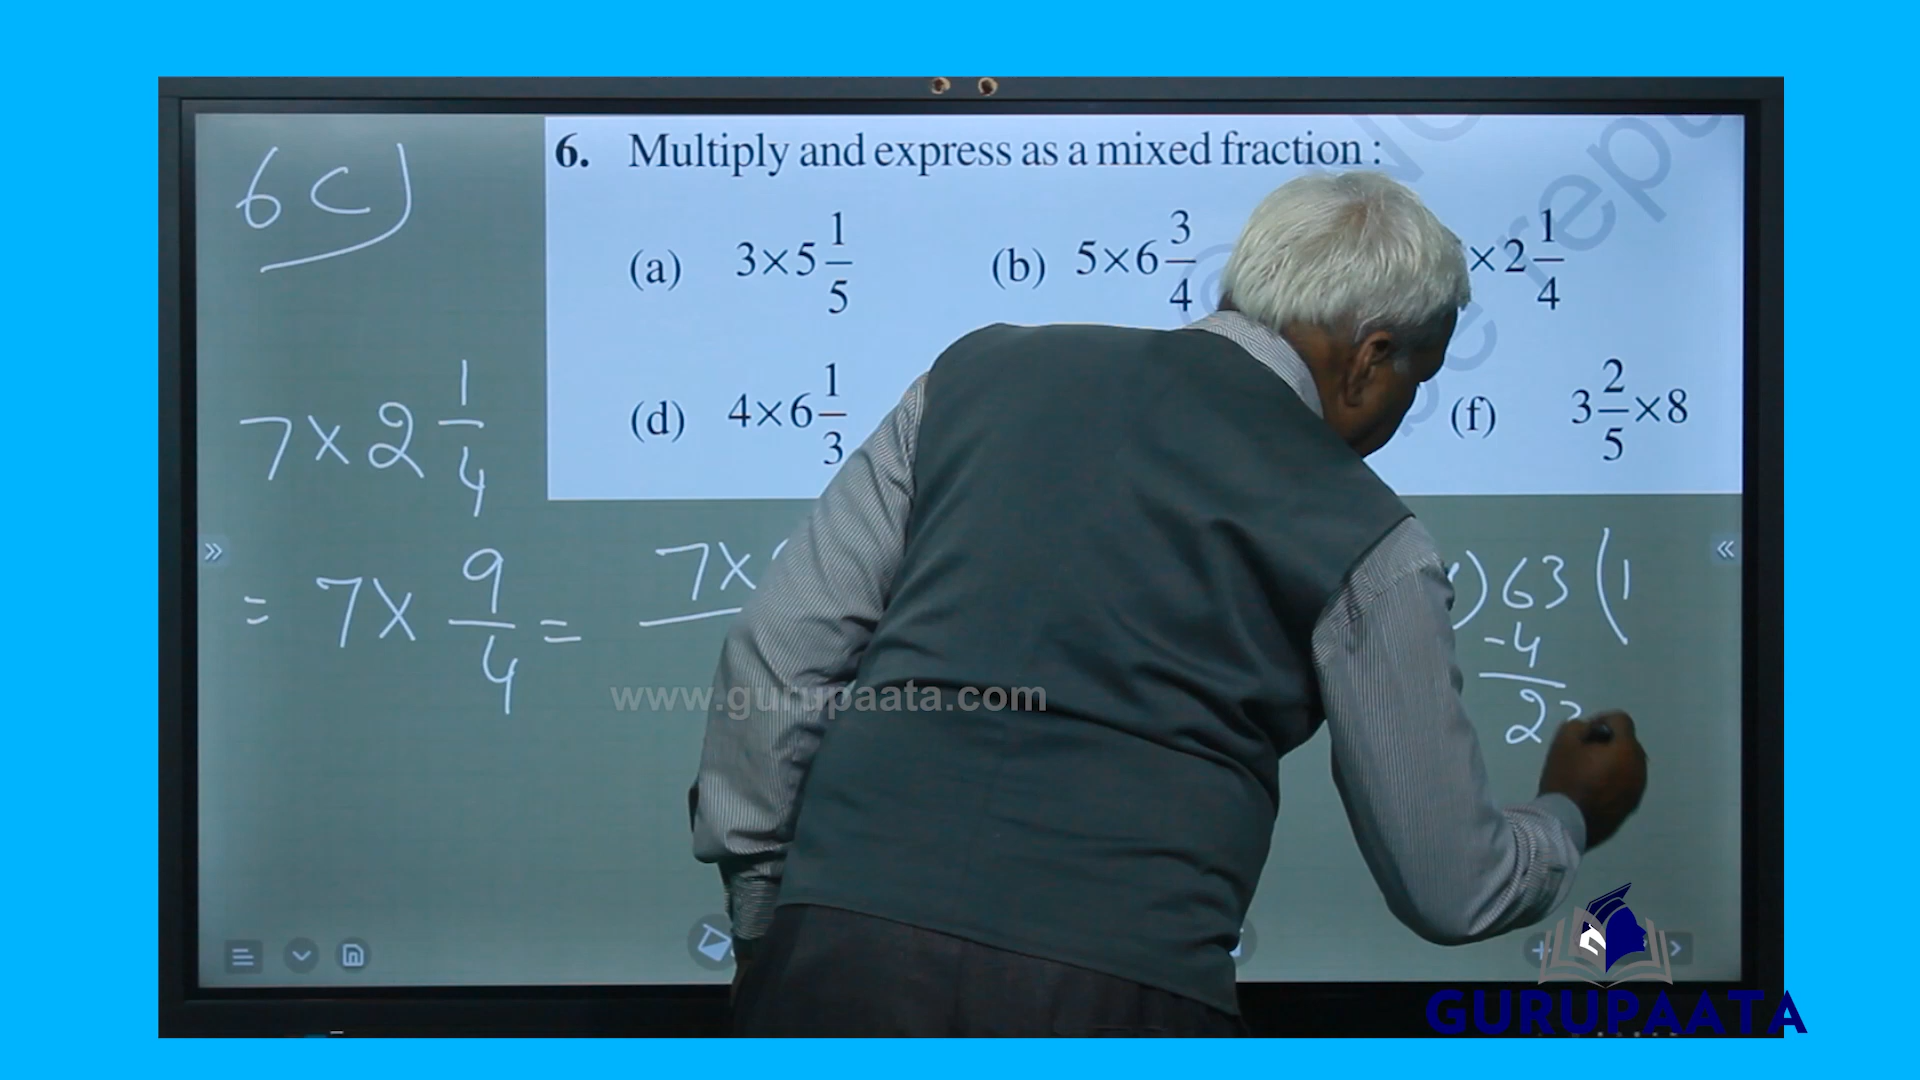 6 c)
6. Multiply and express as a mixed fraction :
(a) 3×5 1/5 (b) 5×6 3/4 ×2 1/4
(d) 4×6 1/3 (f) 3 2/5 ×8
7 × 2 1/4
= 7 × 9/4 = 7 ×
) 63 ( 1
- 4
2
www.gurupaata.com
GURUPAATA